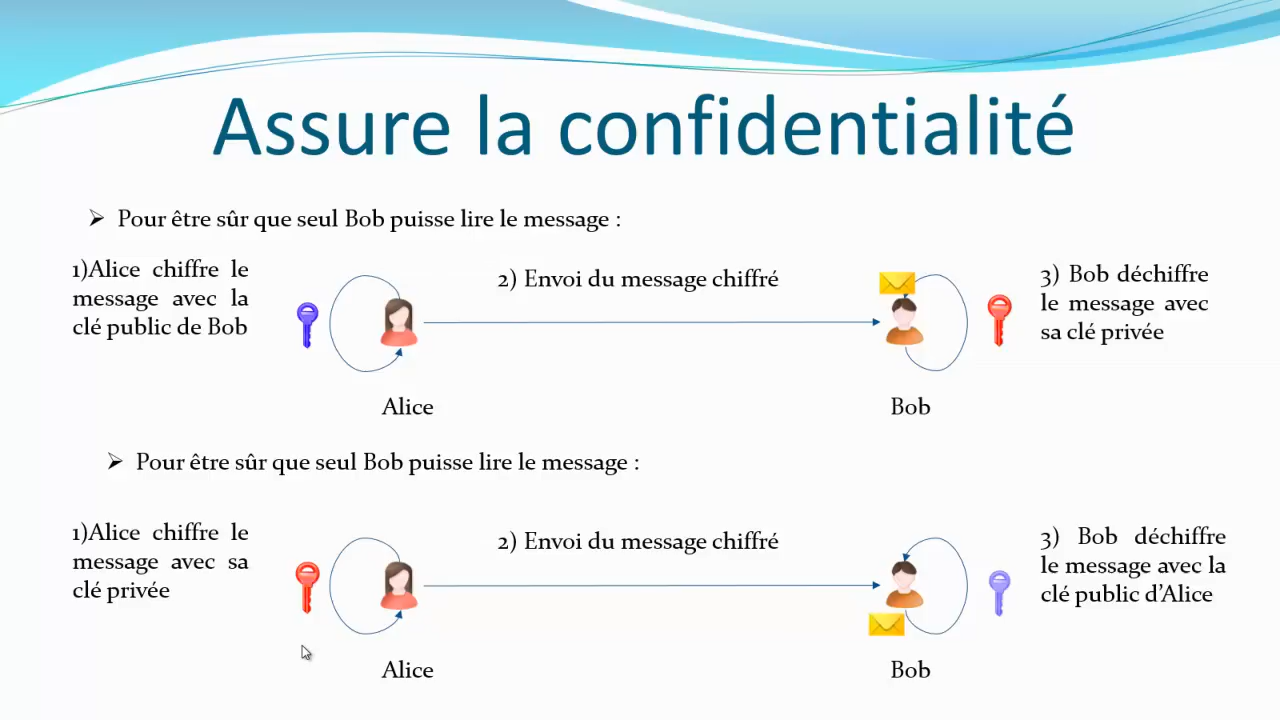 Assure la confidentialité
➢ Pour être sûr que seul Bob puisse lire le message :
1)Alice chiffre le
message avec la
clé public de Bob
2) Envoi du message chiffré
3) Bob déchiffre
le message avec
sa clé privée
Alice
Bob
➢ Pour être sûr que seul Bob puisse lire le message :
1)Alice chiffre le
message avec sa
clé privée
2) Envoi du message chiffré
3) Bob déchiffre
le message avec la
clé public d’Alice
Alice
Bob